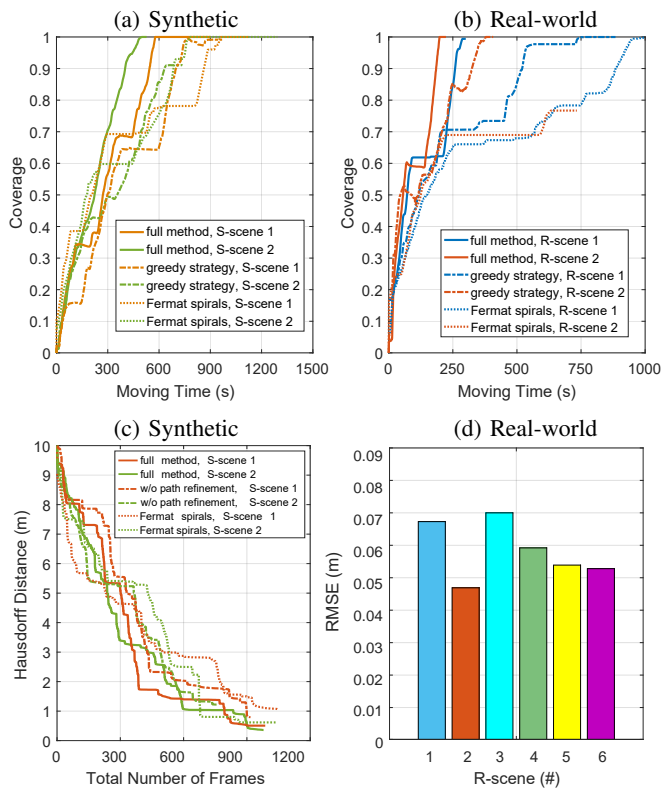 (a) Synthetic
1
0.9
0.8
0.7
0.6
0.5
0.4
0.3
0.2
0.1
0
Coverage
full method, S-scene 1
full method, S-scene 2
greedy strategy, S-scene 1
greedy strategy, S-scene 2
Fermat spirals, S-scene 1
Fermat spirals, S-scene 2
0 300 600 900 1200 1500
Moving Time (s)
(b) Real-world
1
0.9
0.8
0.7
0.6
0.5
0.4
0.3
0.2
0.1
0
Coverage
full method, R-scene 1
full method, R-scene 2
greedy strategy, R-scene 1
greedy strategy, R-scene 2
Fermat spirals, R-scene 1
Fermat spirals, R-scene 2
0 250 500 750 1000
Moving Time (s)
(c) Synthetic
10
9
8
7
6
5
4
3
2
1
0
Hausdorff Distance (m)
full method, S-scene 1
full method, S-scene 2
w/o path refinement, S-scene 1
w/o path refinement, S-scene 2
Fermat spirals, S-scene 1
Fermat spirals, S-scene 2
0 300 600 900 1200
Total Number of Frames
(d) Real-world
0.09
0.08
0.07
0.06
0.05
0.04
0.03
0.02
0.01
0
RMSE (m)
1 2 3 4 5 6
R-scene (#)